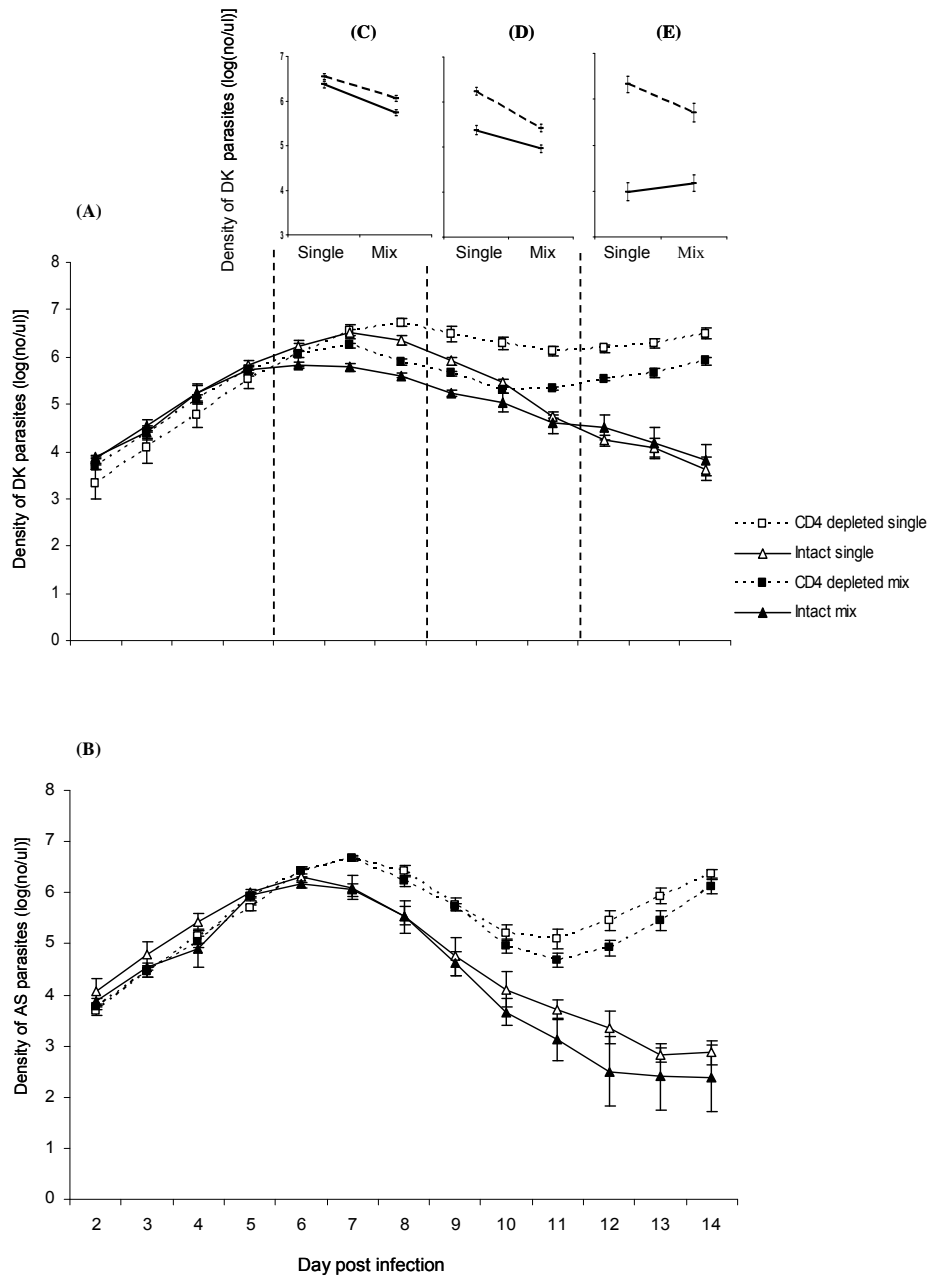 (C) (D) (E)
Density of DK parasites (log(no/ul)]
7
6
5
4
3
Single Mix
Single Mix
Single Mix
(A)
Density of DK parasites (log(no/ul)]
8
7
6
5
4
3
2
1
0
CD4 depleted single
Intact single
CD4 depleted mix
Intact mix
(B)
Density of AS parasites (log(no/ul)]
8
7
6
5
4
3
2
1
0
2 3 4 5 6 7 8 9 10 11 12 13 14
Day post infection